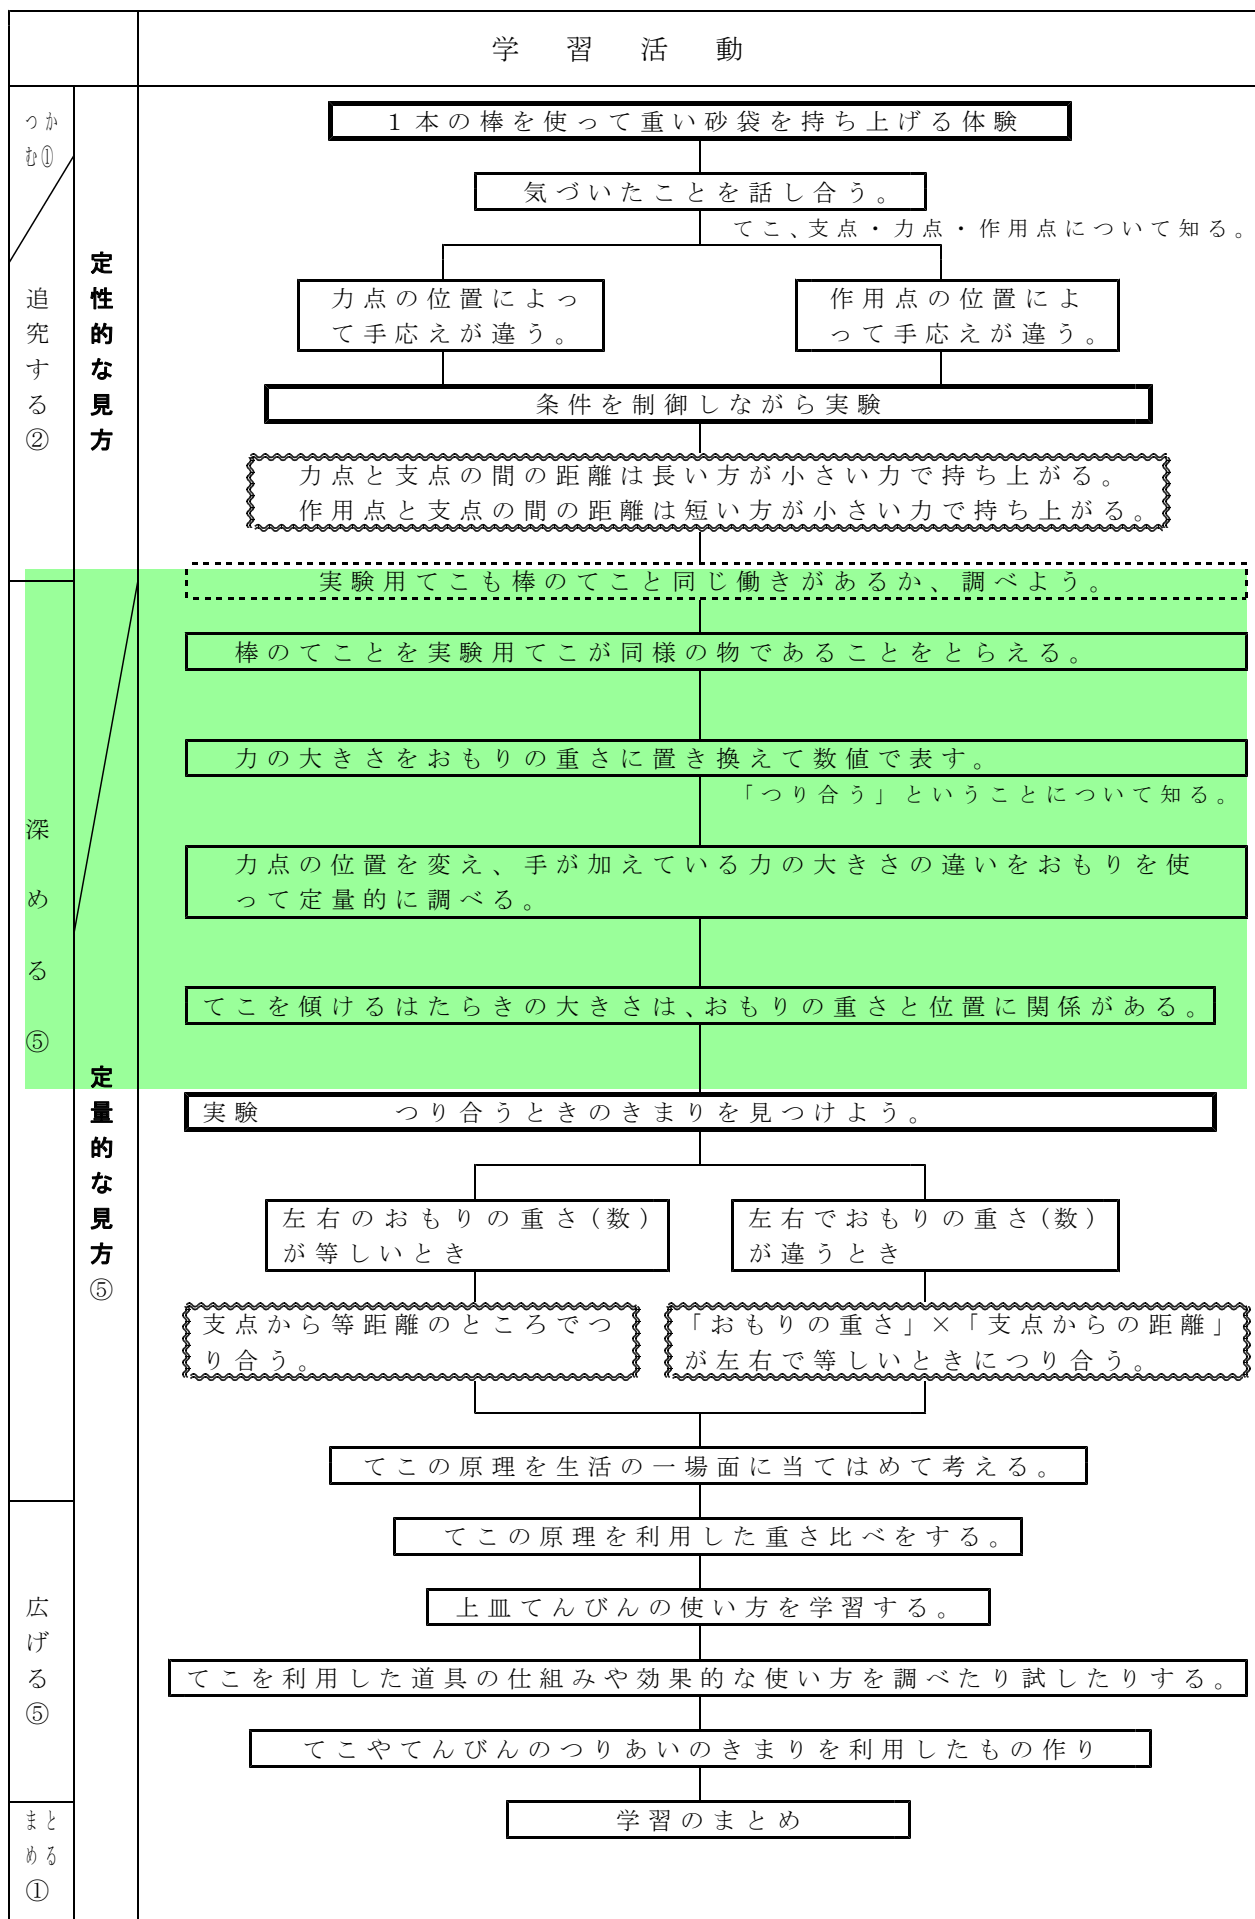 学習活動
つか
む①
追究する②
深める⑤
広げる⑤
まと
める
①
定性的な見方
定量的な見方⑤
1本の棒を使って重い砂袋を持ち上げる体験
気づいたことを話し合う。
てこ、支点・力点・作用点について知る。
力点の位置によっ
て手応えが違う。
作用点の位置によ
って手応えが違う。
条件を制御しながら実験
力点と支点の間の距離は長い方が小さい力で持ち上がる。
作用点と支点の間の距離は短い方が小さい力で持ち上がる。
実験用てこも棒のてこと同じ働きがあるか、調べよう。
棒のてことを実験用てこが同様の物であることをとらえる。
力の大きさをおもりの重さに置き換えて数値で表す。
「つり合う」ということについて知る。
力点の位置を変え、手が加えている力の大きさの違いをおもりを使
って定量的に調べる。
てこを傾けるはたらきの大きさは、おもりの重さと位置に関係がある。
実験　つり合うときのきまりを見つけよう。
左右のおもりの重さ(数)
が等しいとき
左右でおもりの重さ(数)
が違うとき
支点から等距離のところでつ
り合う。
「おもりの重さ」×「支点からの距離」
が左右で等しいときにつり合う。
てこの原理を生活の一場面に当てはめて考える。
てこの原理を利用した重さ比べをする。
上皿てんびんの使い方を学習する。
てこを利用した道具の仕組みや効果的な使い方を調べたり試したりする。
てこやてんびんのつりあいのきまりを利用したもの作り
学習のまとめ